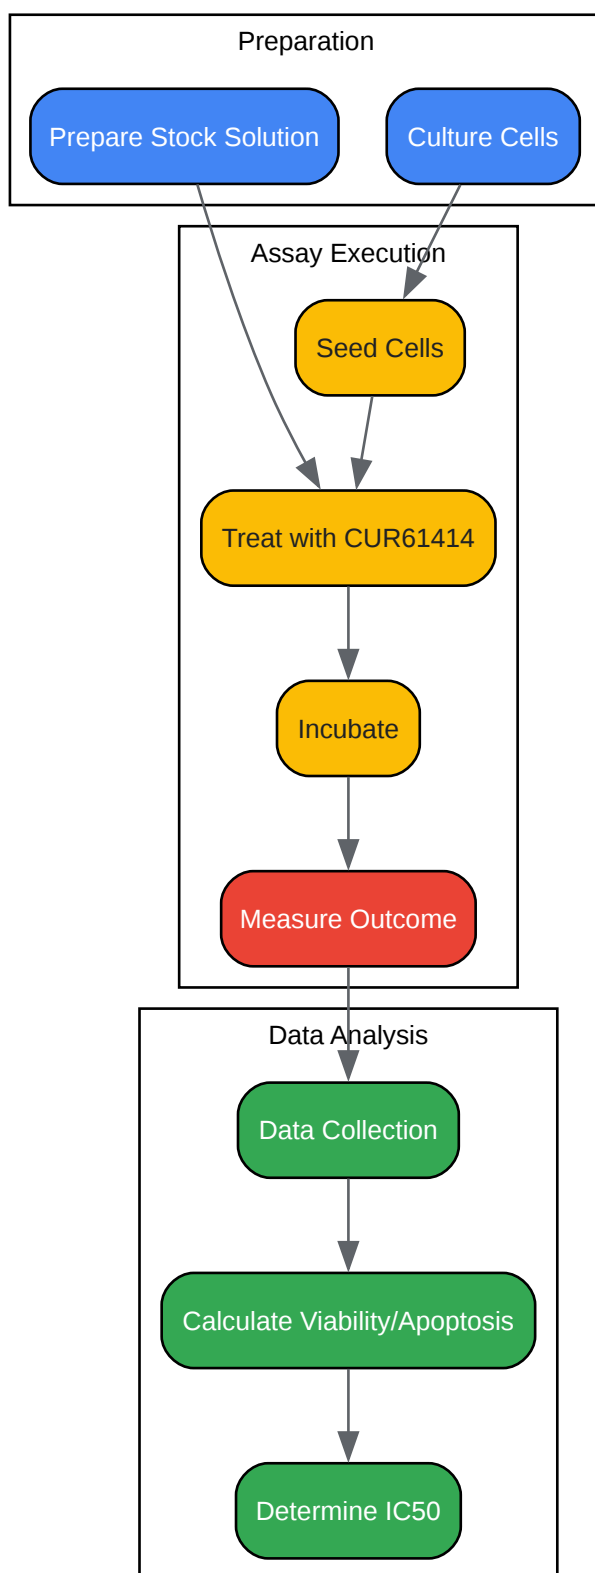 Preparation
Prepare Stock Solution
Culture Cells
Assay Execution
Seed Cells
Treat with CUR61414
Incubate
Measure Outcome
Data Analysis
Data Collection
Calculate Viability/Apoptosis
Determine IC50